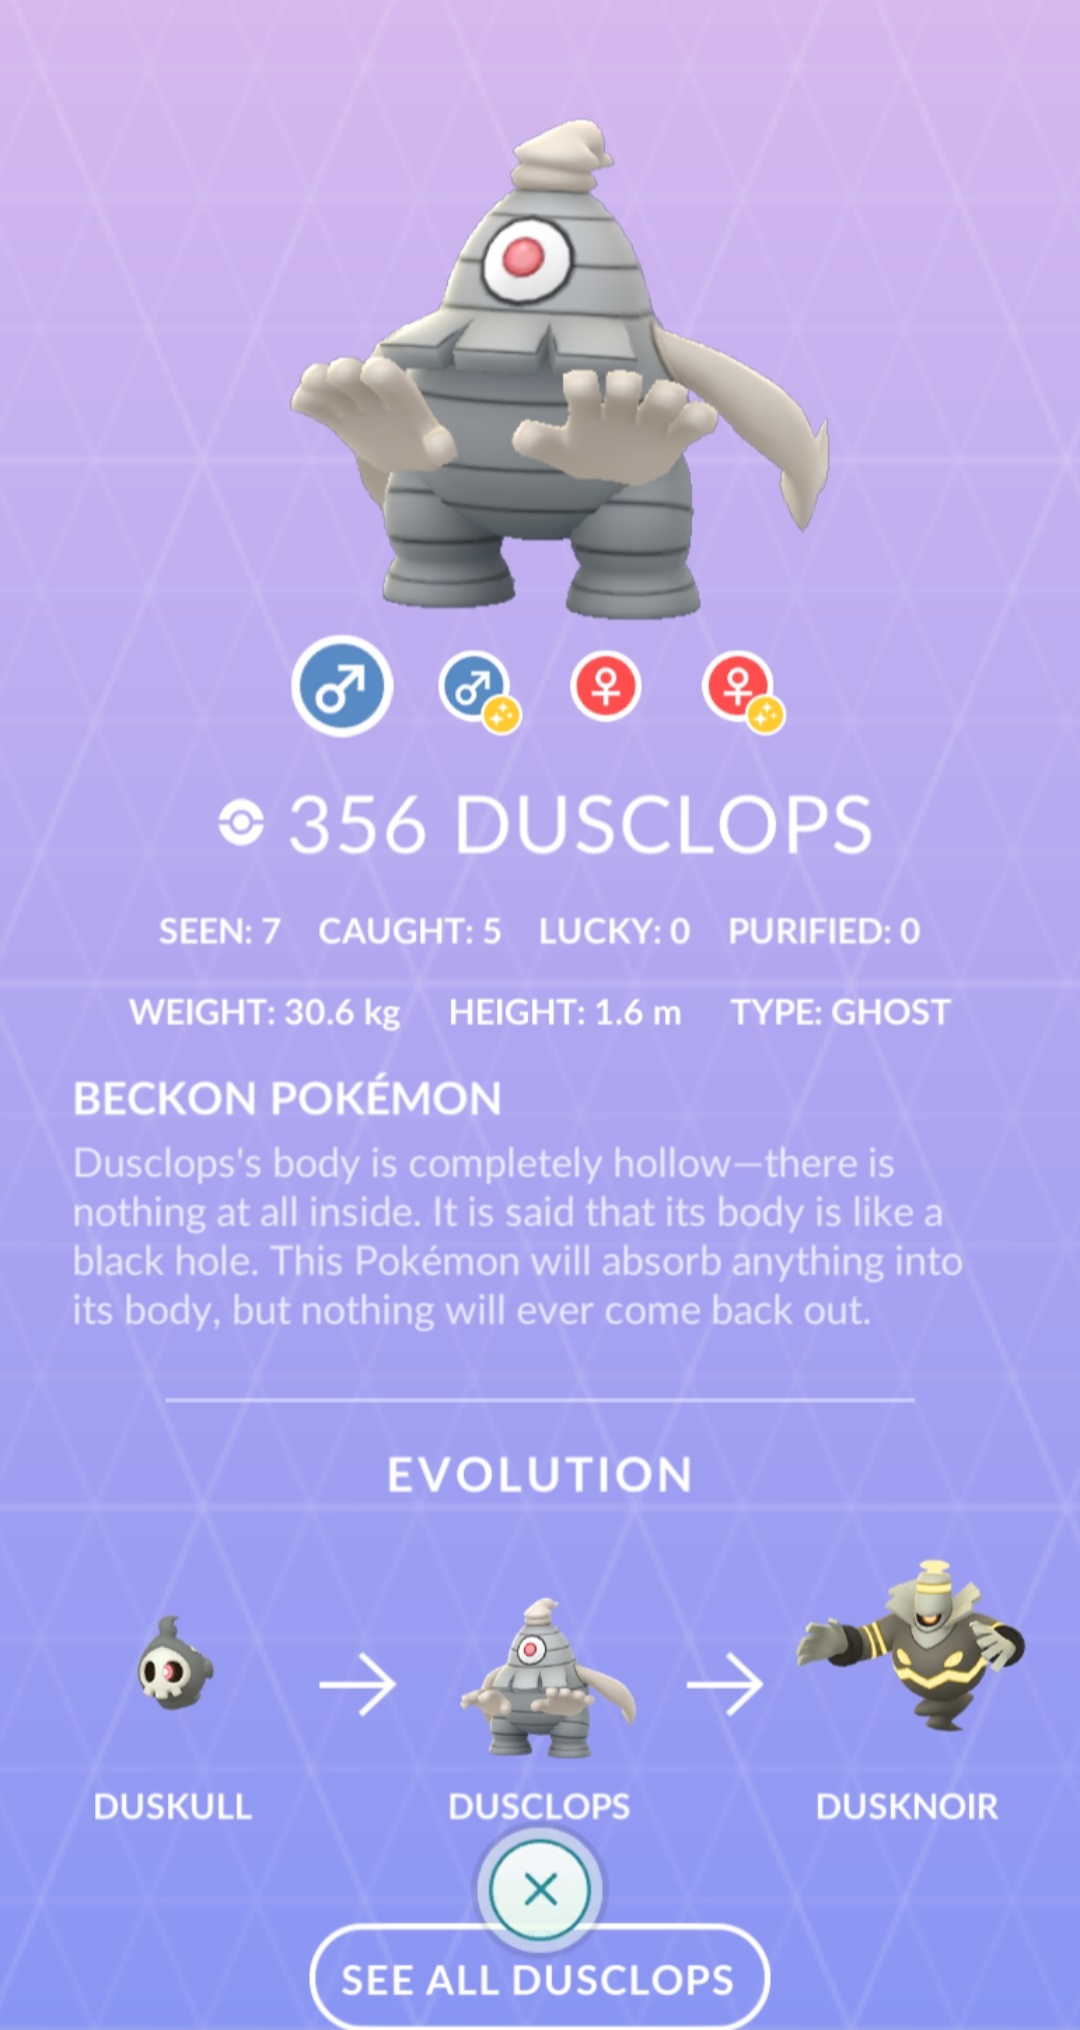 356 DUSCLOPS
SEEN: 7 CAUGHT: 5 LUCKY: 0 PURIFIED: 0
WEIGHT: 30.6 kg HEIGHT: 1.6 m TYPE: GHOST
BECKON POKÉMON
Dusclops's body is completely hollow—there is
nothing at all inside. It is said that its body is like a
black hole. This Pokémon will absorb anything into
its body, but nothing will ever come back out.
EVOLUTION
DUSKULL DUSCLOPS DUSKNOIR
SEE ALL DUSCLOPS